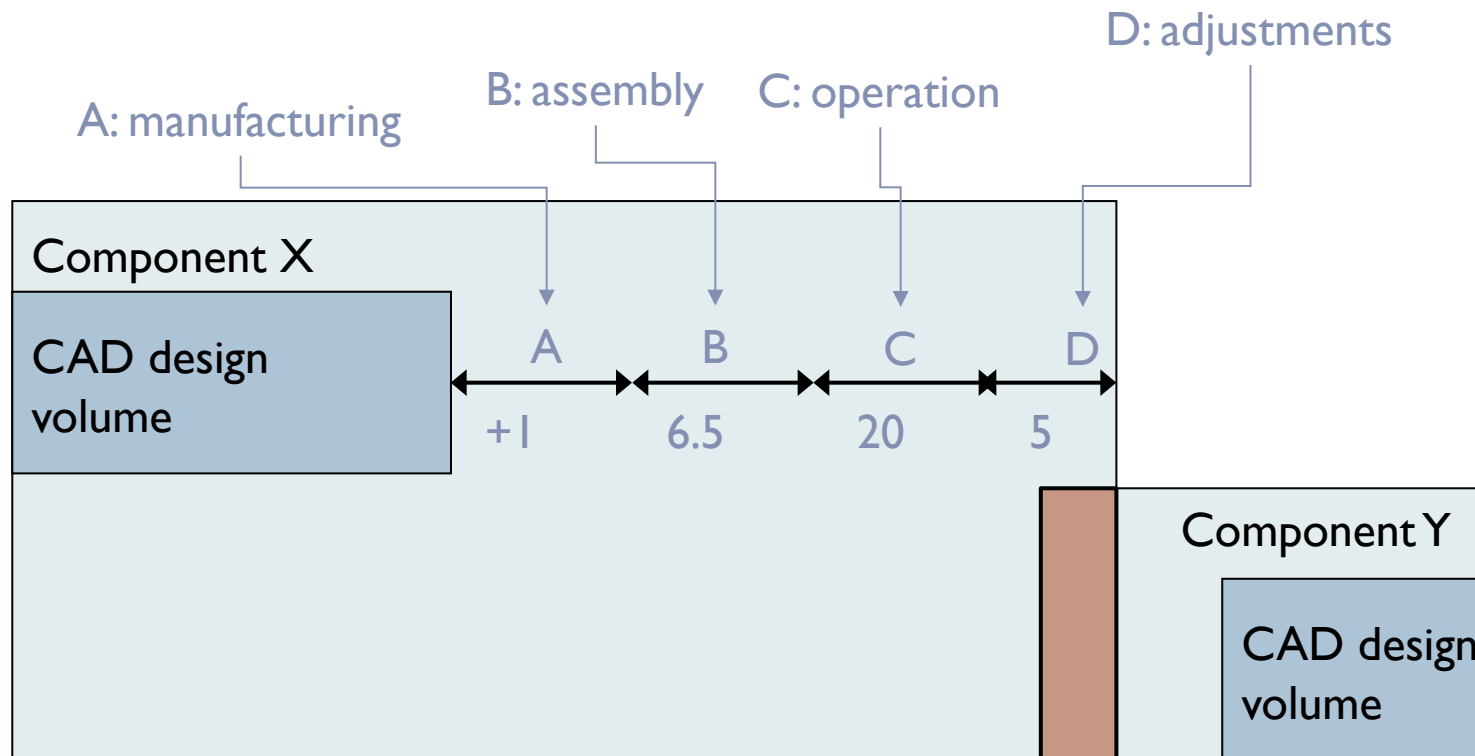 D: adjustments
B: assembly
C: operation
A: manufacturing
Component X
CAD design
volume
A
B
C
D
+1
6.5
20
5
Component Y
CAD design
volume